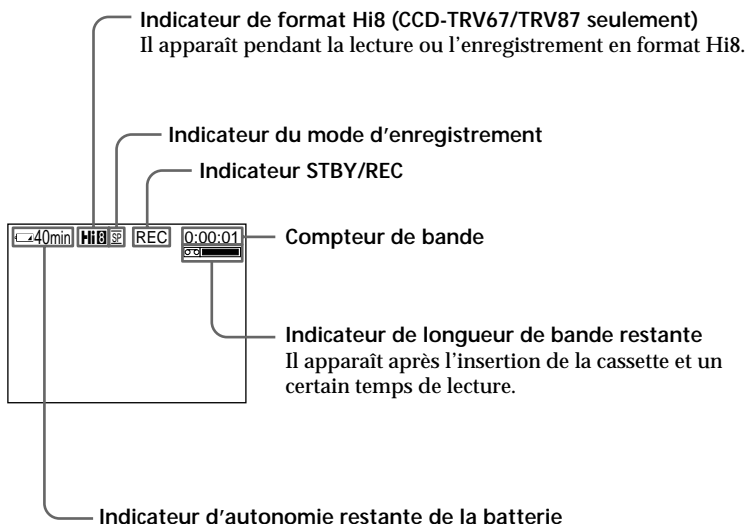 Indicateur de format Hi8 (CCD-TRV67/TRV87 seulement)
Il apparaît pendant la lecture ou l'enregistrement en format Hi8.
Indicateur du mode d'enregistrement
Indicateur STBY/REC
40min Hi8 SP REC 0:00:01
Compteur de bande
Indicateur de longueur de bande restante
Il apparaît après l'insertion de la cassette et un
certain temps de lecture.
Indicateur d'autonomie restante de la batterie